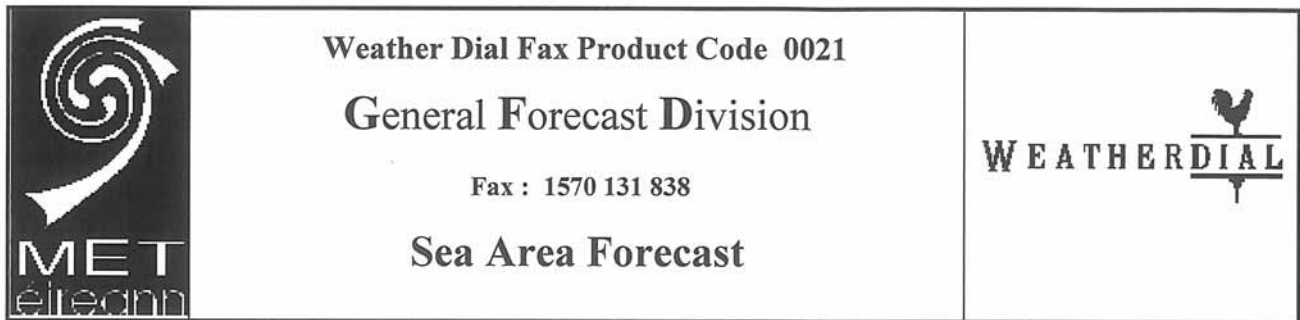 Weather Dial Fax Product Code 0021
General Forecast Division
Fax : 1570 131 838
Sea Area Forecast
MET
éireann
WEATHERDIAL